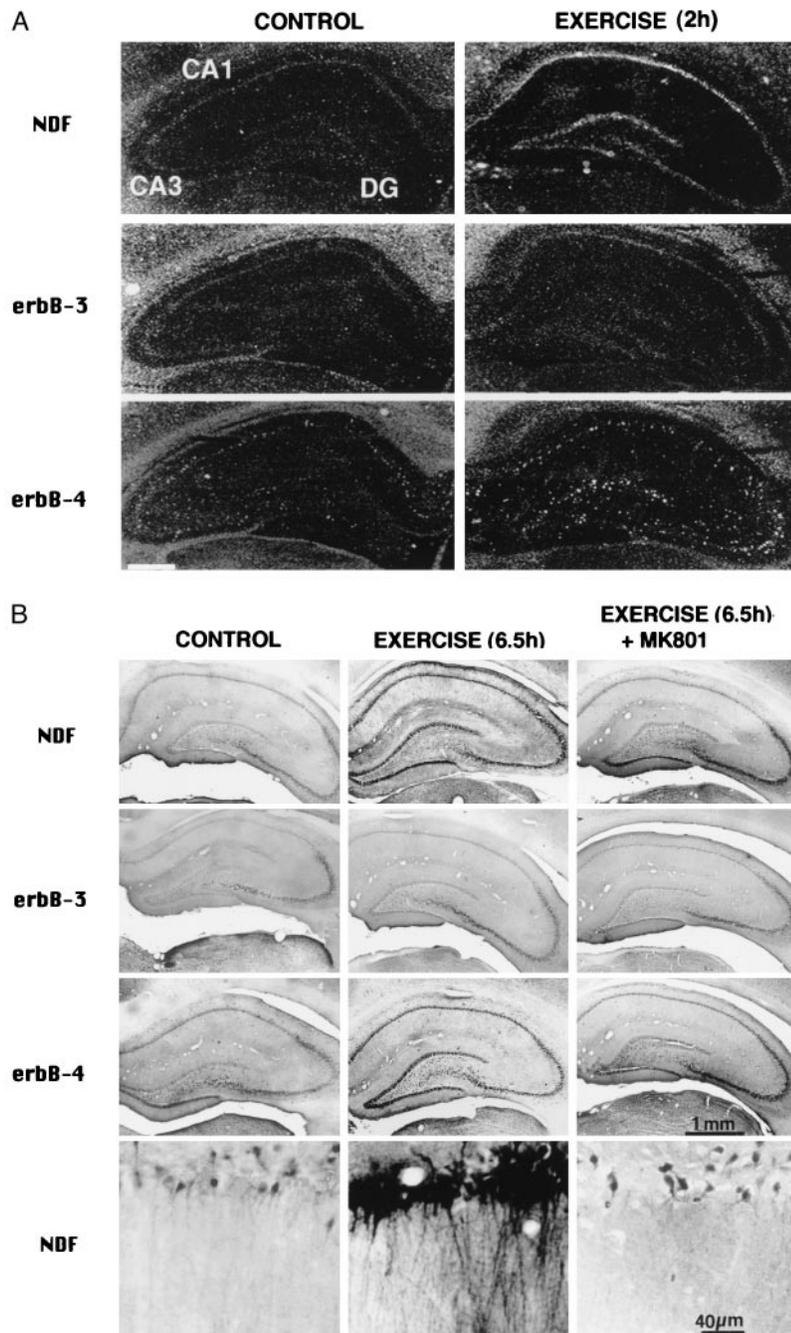 A
CONTROL
EXERCISE (2h)
NDF
CA1
CA3
DG
erbB-3
erbB-4
B
CONTROL
EXERCISE (6.5h)
EXERCISE (6.5h)
+ MK801
NDF
erbB-3
erbB-4
1mm
NDF
40µm